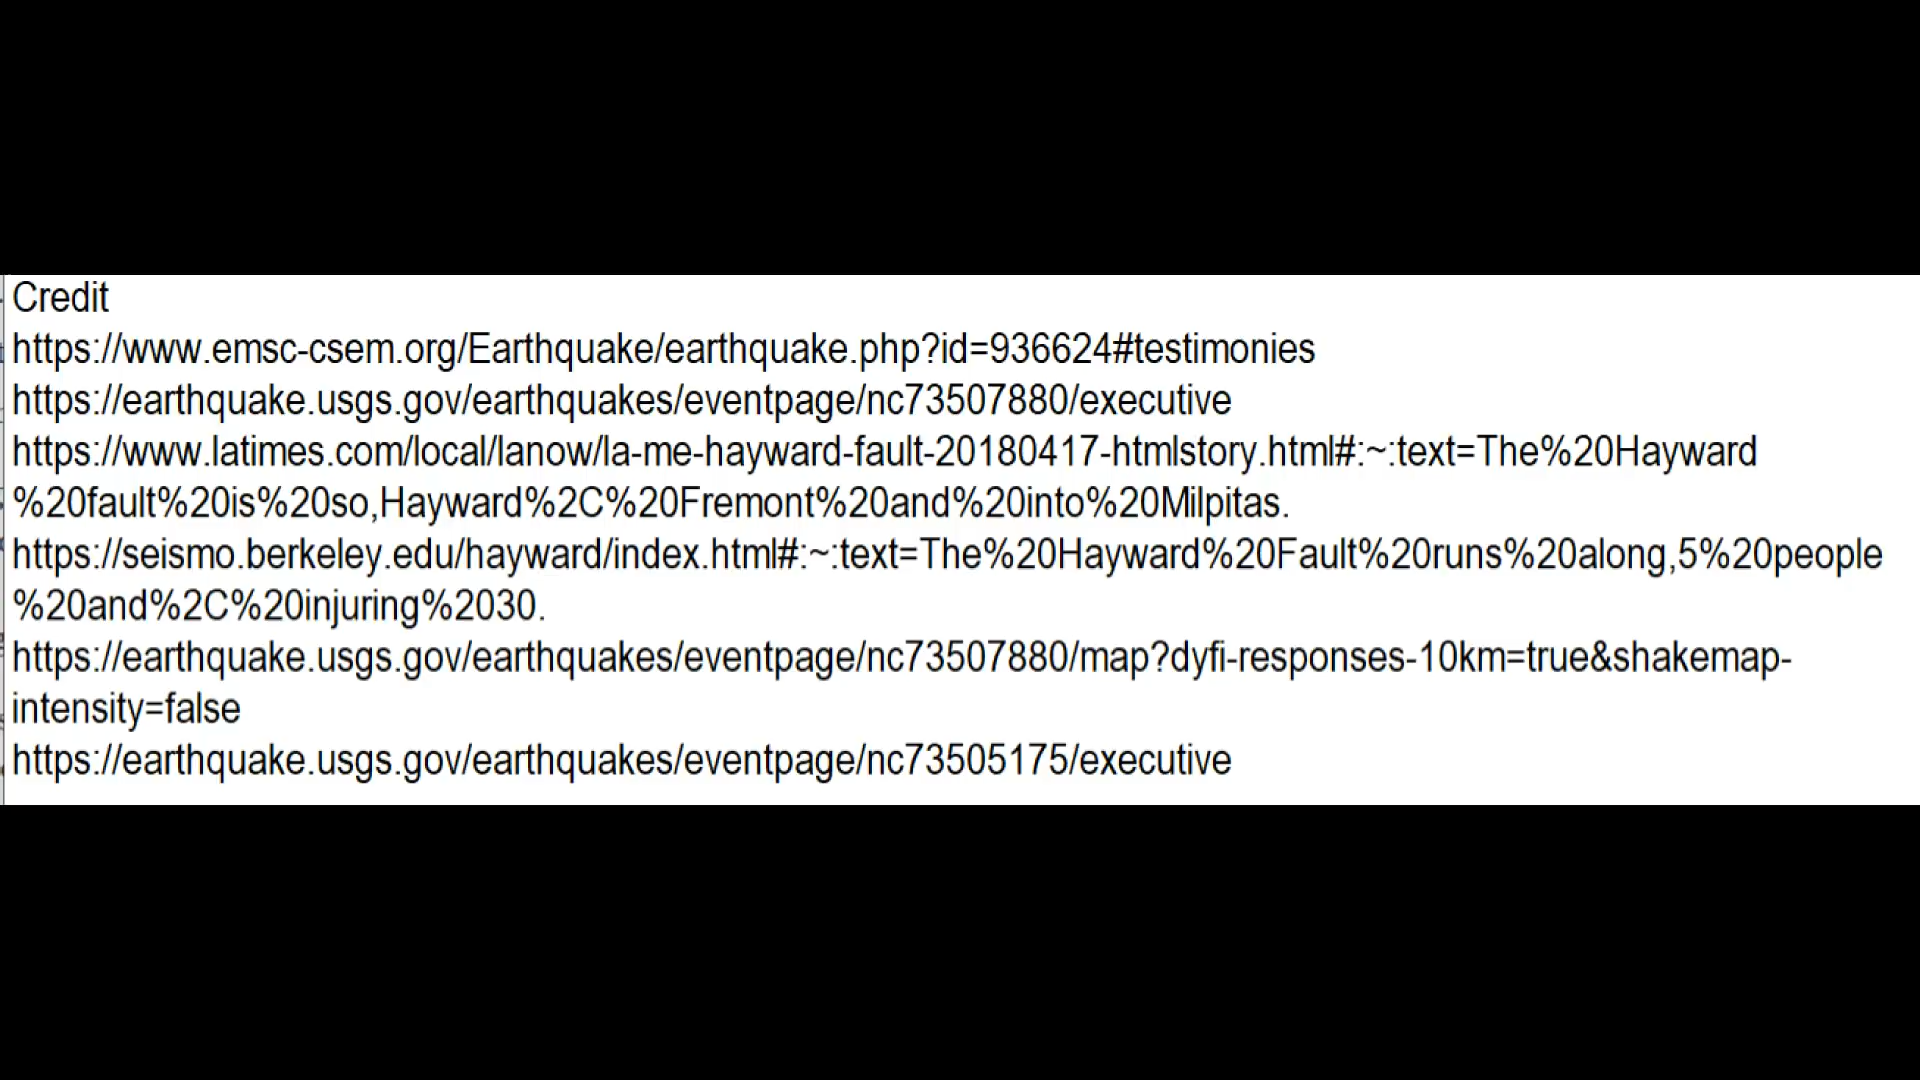 Credit
https://www.emsc-csem.org/Earthquake/earthquake.php?id=936624#testimonies
https://earthquake.usgs.gov/earthquakes/eventpage/nc73507880/executive
https://www.latimes.com/local/lanow/la-me-hayward-fault-20180417-htmlstory.html#:~:text=The%20Hayward
%20fault%20is%20so,Hayward%2C%20Fremont%20and%20into%20Milpitas.
https://seismo.berkeley.edu/hayward/index.html#:~:text=The%20Hayward%20Fault%20runs%20along,5%20people
%20and%2C%20injuring%2030.
https://earthquake.usgs.gov/earthquakes/eventpage/nc73507880/map?dyfi-responses-10km=true&shakemap-
intensity=false
https://earthquake.usgs.gov/earthquakes/eventpage/nc73505175/executive